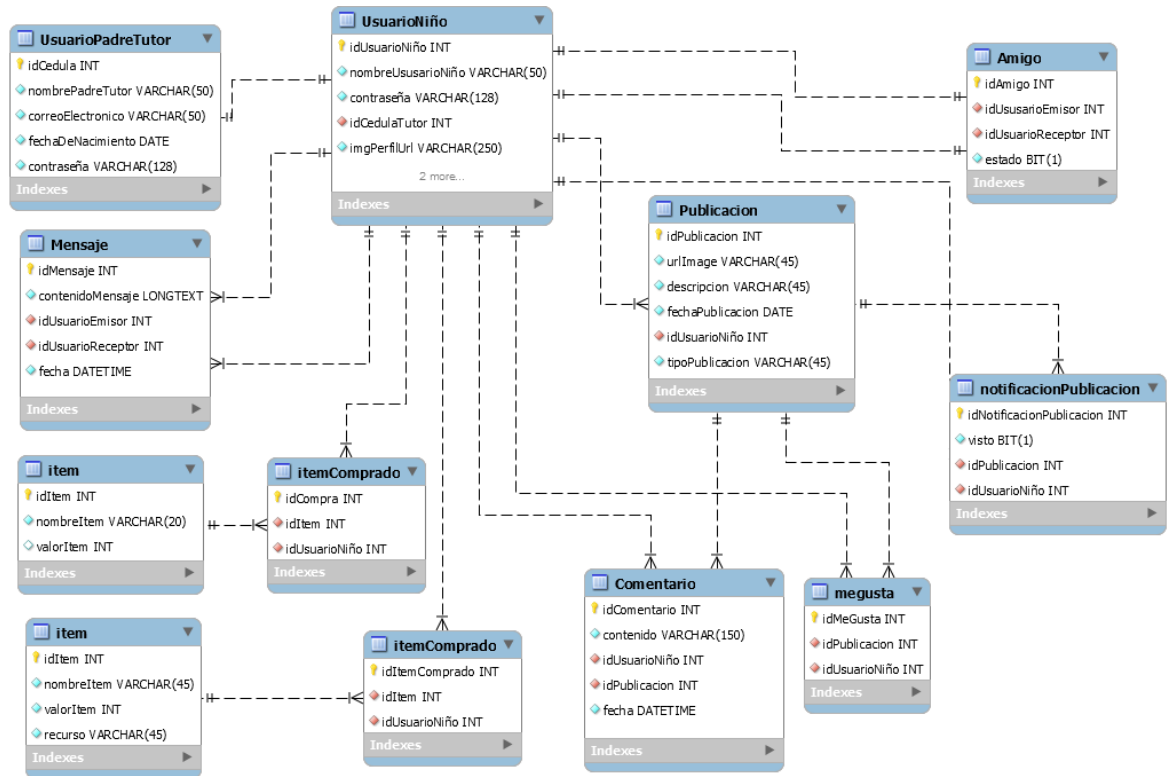 UsuarioPadreTutor
idCedula INT
nombrePadreTutor VARCHAR(50)
correoElectronico VARCHAR(50)
fechaDeNacimiento DATE
contraseña VARCHAR(128)
Indexes
UsuarioNiño
idUsuarioNiño INT
nombreUsusarioNiño VARCHAR(50)
contraseña VARCHAR(128)
idCedulaTutor INT
imgPerfilUrl VARCHAR(250)
2 more...
Indexes
Amigo
idAmigo INT
idUsusarioEmisor INT
idUsuarioReceptor INT
estado BIT(1)
Indexes
Mensaje
idMensaje INT
contenidoMensaje LONGTEXT
idUsuarioEmisor INT
idUsuarioReceptor INT
fecha DATETIME
Indexes
Publicacion
idPublicacion INT
urlImage VARCHAR(45)
descripcion VARCHAR(45)
fechaPublicacion DATE
idUsuarioNiño INT
tipoPublicacion VARCHAR(45)
Indexes
notificacionPublicacion
idNotificacionPublicacion INT
visto BIT(1)
idPublicacion INT
idUsuarioNiño INT
Indexes
item
idItem INT
nombreItem VARCHAR(20)
valorItem INT
Indexes
itemComprado
idCompra INT
idItem INT
idUsuarioNiño INT
Indexes
item
idItem INT
nombreItem VARCHAR(45)
valorItem INT
recurso VARCHAR(45)
Indexes
itemComprado
idItemComprado INT
idItem INT
idUsuarioNiño INT
Indexes
Comentario
idComentario INT
contenido VARCHAR(150)
idUsuarioNiño INT
idPublicacion INT
fecha DATETIME
Indexes
megusta
idMeGusta INT
idPublicacion INT
idUsuarioNiño INT
Indexes